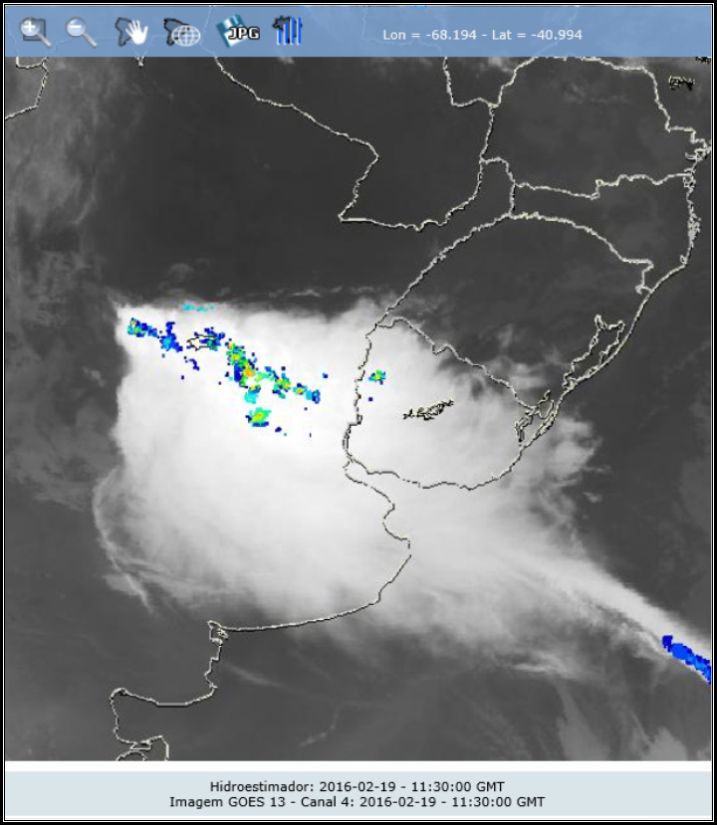 JPG
Lon = -68.194 - Lat = -40.994
Hidroestimador: 2016-02-19 - 11:30:00 GMT
Imagem GOES 13 - Canal 4: 2016-02-19 - 11:30:00 GMT